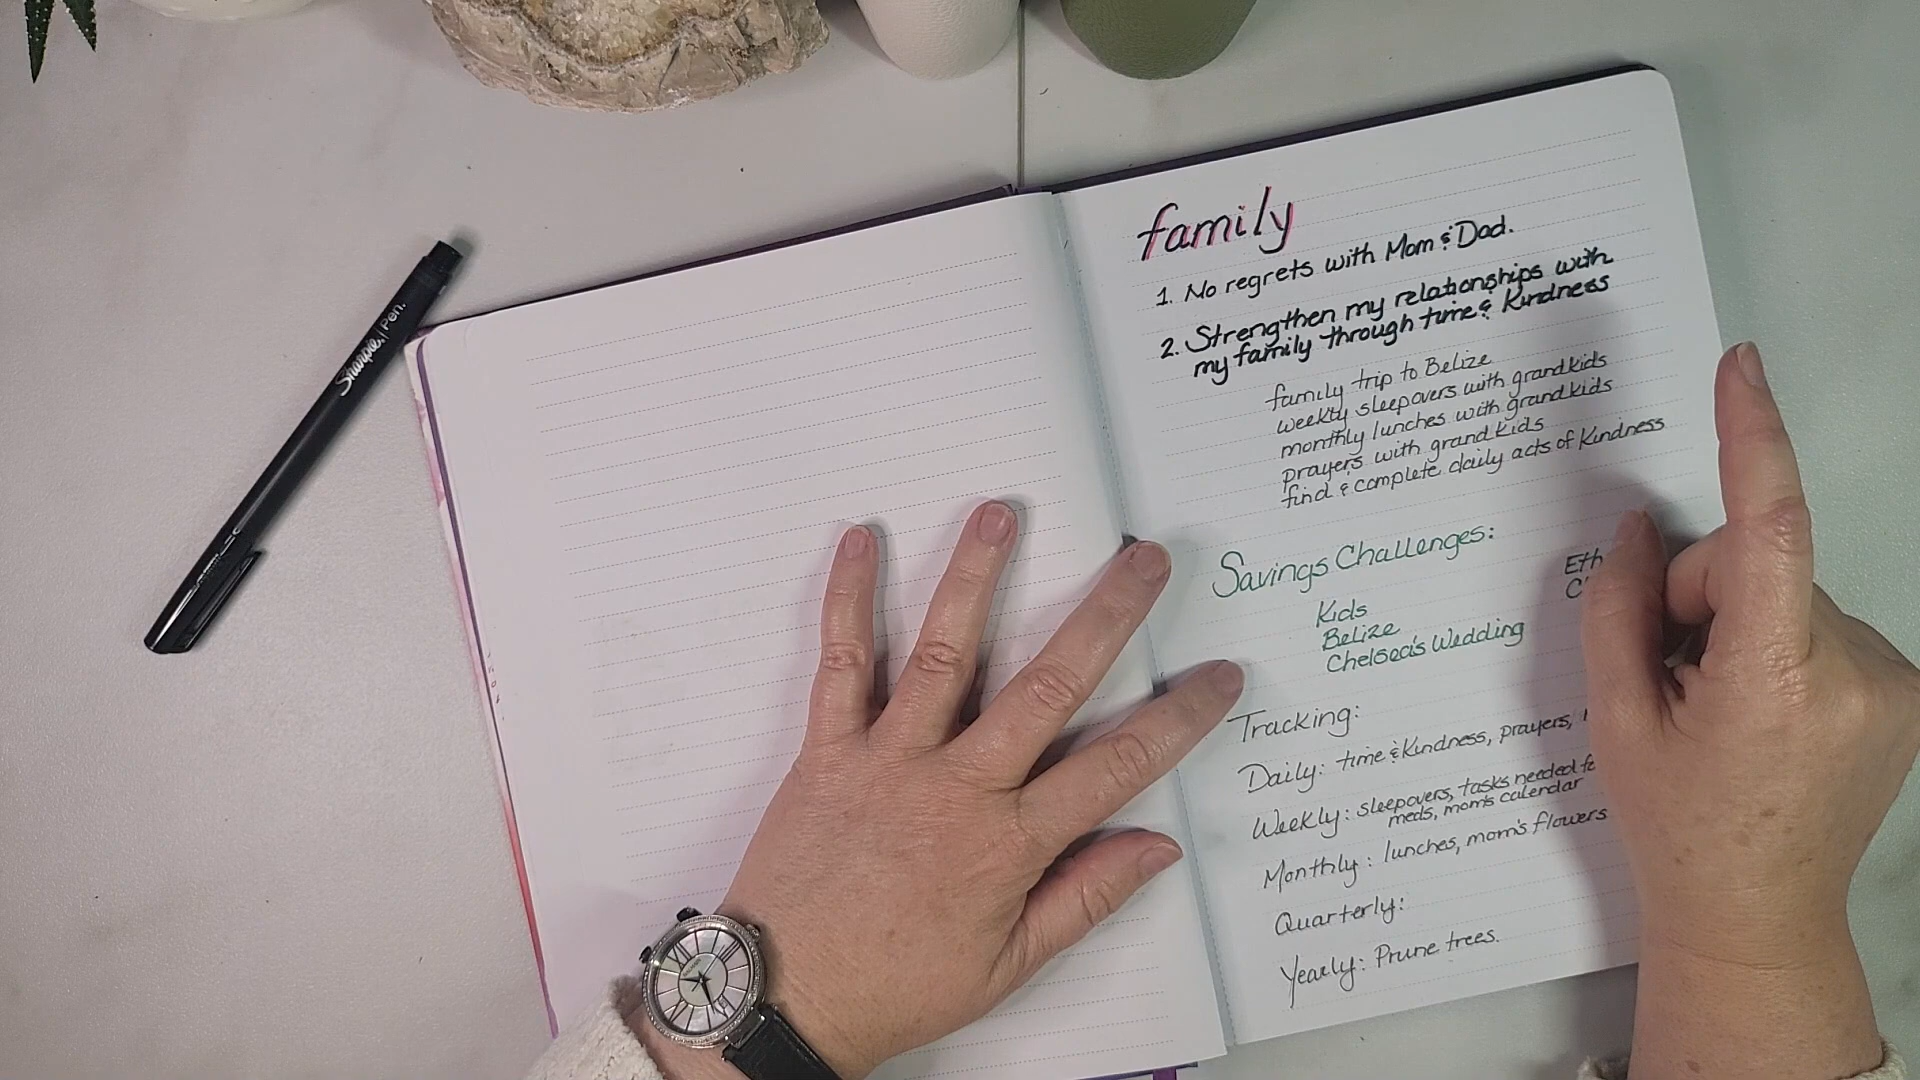 Sharpie Pen.
family
1. No regrets with Mom & Dad.
2. Strengthen my relationships with
my family through time & Kindness
family trip to Belize
weekly sleepovers with grandkids
monthly lunches with grandkids
prayers with grandkids
find & complete daily acts of Kindness
Savings Challenges:
Kids
Belize
Chelsea's Wedding
Eth
Tracking:
Daily: time & Kindness, prayers,
Weekly: sleepovers, tasks needed
meds, mom's calendar
Monthly: lunches, mom's flowers
Quarterly:
Yearly: Prune trees.